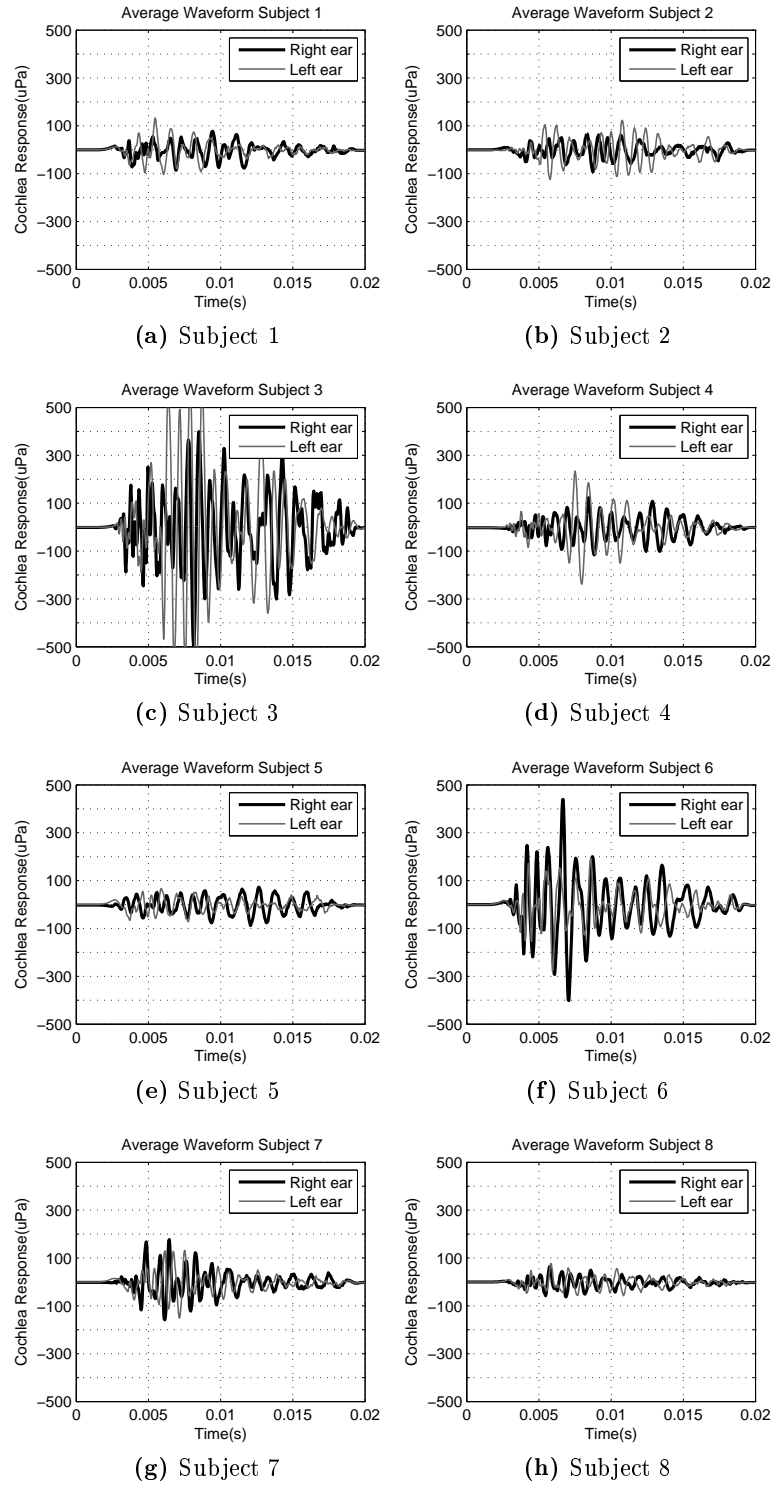 Average Waveform Subject 1
500
300
100
−100
−300
−500
Cochlea Response(uPa)
Right ear
Left ear
0 0.005 0.01 0.015 0.02
Time(s)
(a) Subject 1
Average Waveform Subject 2
500
300
100
−100
−300
−500
Cochlea Response(uPa)
Right ear
Left ear
0 0.005 0.01 0.015 0.02
Time(s)
(b) Subject 2
Average Waveform Subject 3
500
300
100
−100
−300
−500
Cochlea Response(uPa)
Right ear
Left ear
0 0.005 0.01 0.015 0.02
Time(s)
(c) Subject 3
Average Waveform Subject 4
500
300
100
−100
−300
−500
Cochlea Response(uPa)
Right ear
Left ear
0 0.005 0.01 0.015 0.02
Time(s)
(d) Subject 4
Average Waveform Subject 5
500
300
100
−100
−300
−500
Cochlea Response(uPa)
Right ear
Left ear
0 0.005 0.01 0.015 0.02
Time(s)
(e) Subject 5
Average Waveform Subject 6
500
300
100
−100
−300
−500
Cochlea Response(uPa)
Right ear
Left ear
0 0.005 0.01 0.015 0.02
Time(s)
(f) Subject 6
Average Waveform Subject 7
500
300
100
−100
−300
−500
Cochlea Response(uPa)
Right ear
Left ear
0 0.005 0.01 0.015 0.02
Time(s)
(g) Subject 7
Average Waveform Subject 8
500
300
100
−100
−300
−500
Cochlea Response(uPa)
Right ear
Left ear
0 0.005 0.01 0.015 0.02
Time(s)
(h) Subject 8